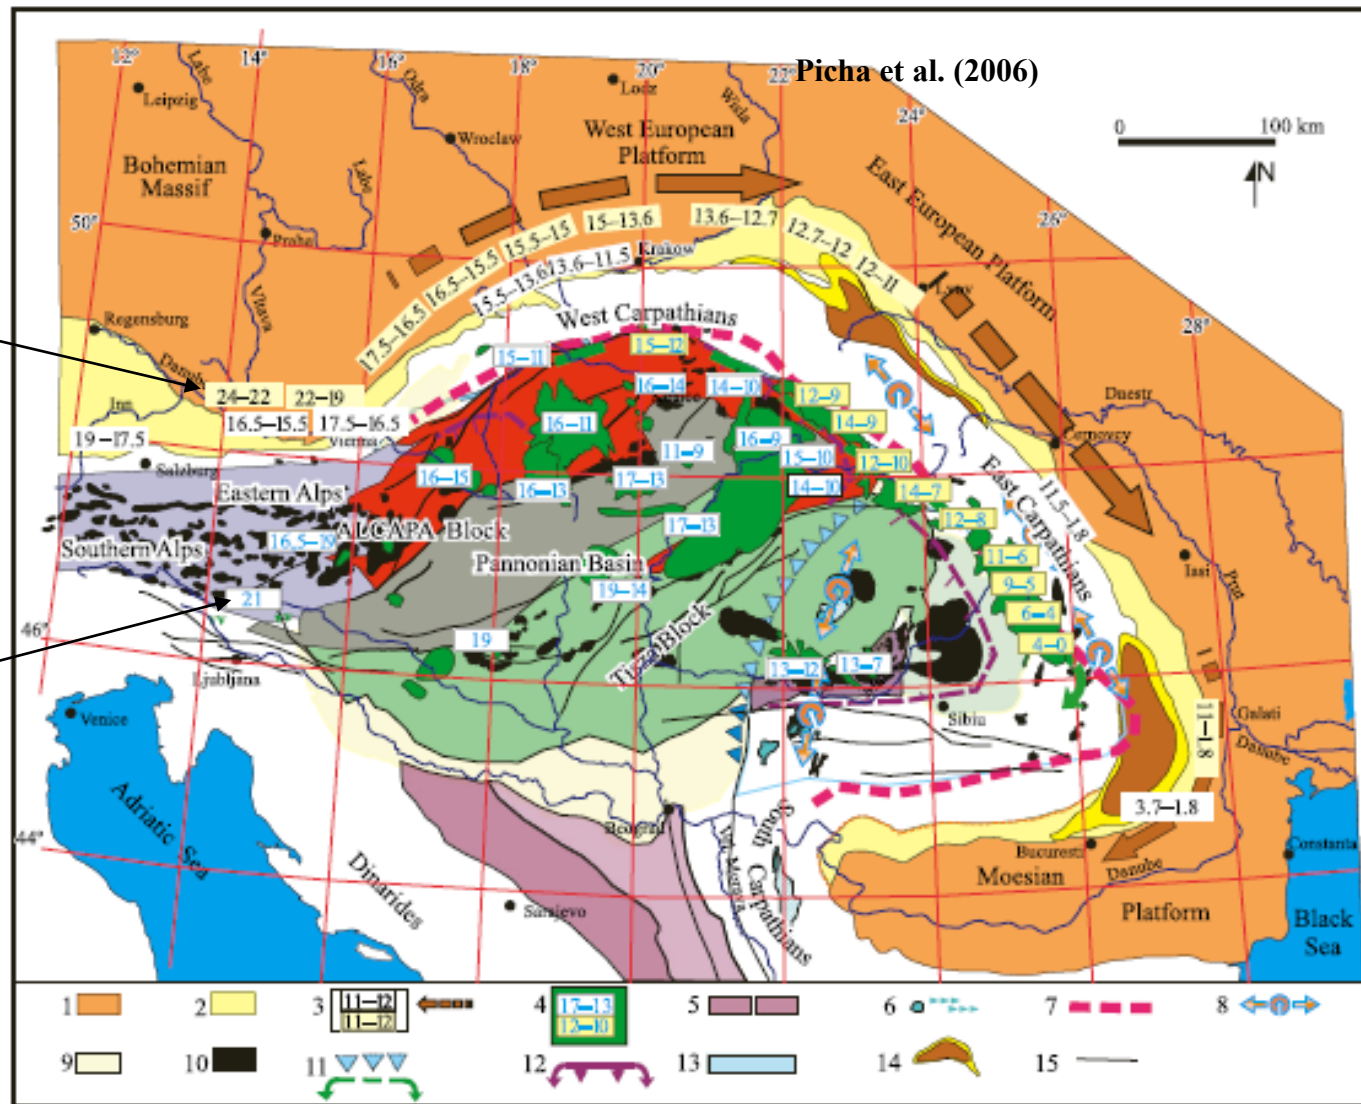 12°
14°
16°
18°
20°
22°
Picha et al. (2006)
24°
26°
28°
50°
46°
44°
0
100 km
N
Labe
Leipzig
Odra
Lodz
Wisla
Wroclaw
West European
Platform
Bohemian
Massif
Labe
Praha
Vltava
East European Platform
15–13.6
13.6–12.7
15.5–15
12.7–12
16.5–15.5
12–11
17.5–16.5
13.6–11.5
15.5–13.6
Krakow
Lvov
Regensburg
Danube
West Carpathians
15–11
15–12
24–22
22–19
16.5–15.5
17.5–16.5
Vienna
Inn
19–17.5
Salzburg
16–14
14–10
12–9
14–9
16–11
16–9
11–9
15–10
12–10
16–15
17–13
16–13
14–10
14–7
Dnestr
Cernovcy
East Carpathians
11.5–1.8
Eastern Alps
ALCAPA Block
Southern Alps
16.5–19
17–13
12–8
Pannonian Basin
11–6
Iasi
Prut
19–14
9–5
21
6–4
Tisza Block
19
4–0
13–12
13–7
Ljubljana
Venice
Sibiu
11–1.8
Galati
Danube
3.7–1.8
Adriatic Sea
Beograd
South Carpathians
Bucuresti
Constanta
Moesian
Danube
Platform
Black
Sea
Dinarides
Sarajevo
1
2
3
11–12
11–12
4
17–13
12–10
5
6
7
8
9
10
11
12
13
14
15